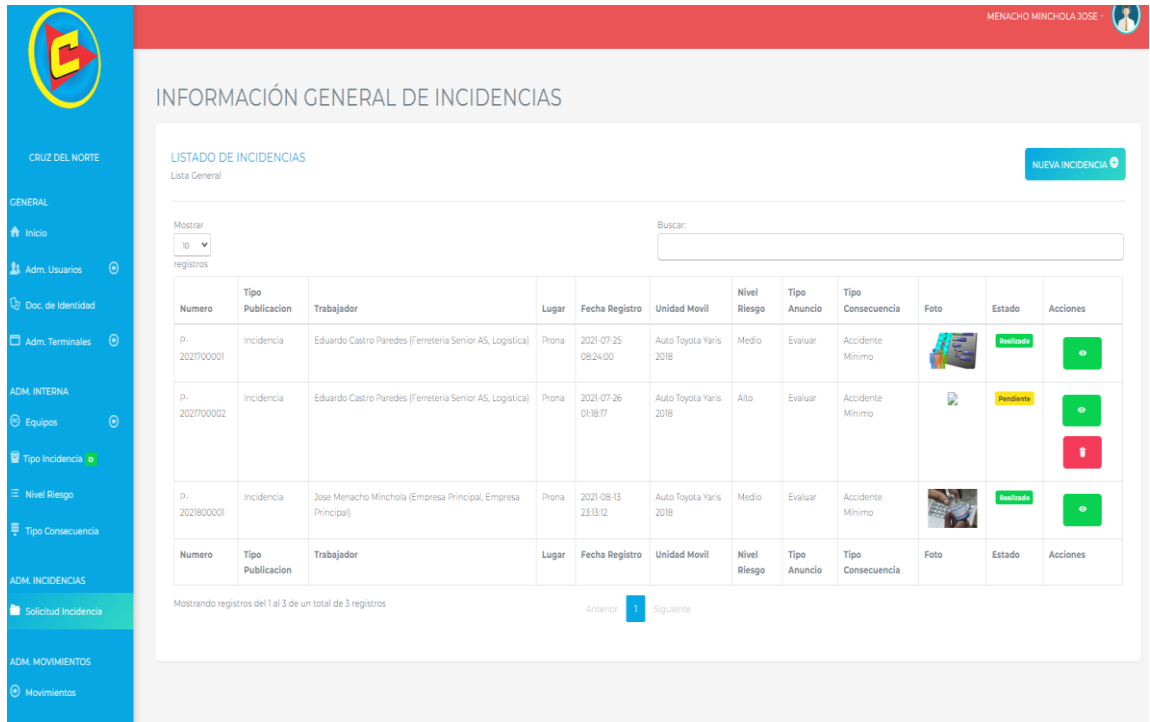 MENACHO MINCHOLA JOSE
C
CRUZ DEL NORTE
GENERAL
Inicio
Adm. Usuarios
Doc. de Identidad
Adm. Terminales
ADM. INTERNA
Equipos
Tipo Incidencia
Nivel Riesgo
Tipo Consecuencia
ADM. INCIDENCIAS
Solicitud Incidencia
ADM. MOVIMIENTOS
Movimientos
INFORMACIÓN GENERAL DE INCIDENCIAS
LISTADO DE INCIDENCIAS
Lista General
NUEVA INCIDENCIA
Mostrar
10
registros
Buscar:
Numero Tipo Publicacion Trabajador Lugar Fecha Registro Unidad Movil Nivel Riesgo Tipo Anuncio Tipo Consecuencia Foto Estado Acciones
P-2021700001 Incidencia Eduardo Castro Paredes (Ferreteria Senior AS, Logistica) Prona 2021-07-25 08:24:00 Auto Toyota Yaris 2018 Medio Evaluar Accidente Mínimo Realizado
P-2021700002 Incidencia Eduardo Castro Paredes (Ferreteria Senior AS, Logistica) Prona 2021-07-26 01:18:17 Auto Toyota Yaris 2018 Alto Evaluar Accidente Mínimo Pendiente
P-2021800001 Incidencia Jose Menacho Minchola (Empresa Principal, Empresa Principal) Prona 2021-08-13 23:13:12 Auto Toyota Yaris 2018 Medio Evaluar Accidente Mínimo Realizado
Numero Tipo Publicacion Trabajador Lugar Fecha Registro Unidad Movil Nivel Riesgo Tipo Anuncio Tipo Consecuencia Foto Estado Acciones
Mostrando registros del 1 al 3 de un total de 3 registros
Anterior 1 Siguiente